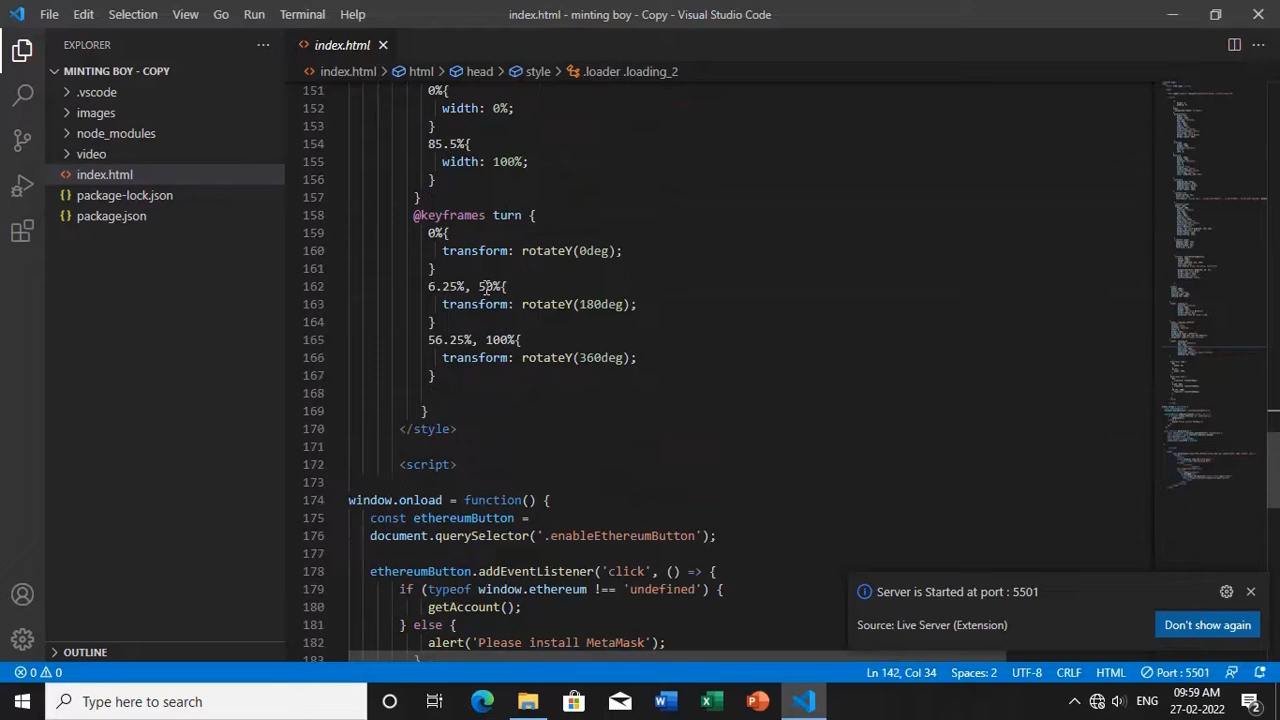 File Edit Selection View Go Run Terminal Help
index.html - minting boy - Copy - Visual Studio Code
EXPLORER
MINTING BOY - COPY
.vscode
images
node_modules
video
index.html
package-lock.json
package.json
OUTLINE
index.html
index.html > html > head > style > .loader .loading_2
151 0%{
152 width: 0%;
153 }
154 85.5%{
155 width: 100%;
156 }
157 }
158 @keyframes turn {
159 0%{
160 transform: rotateY(0deg);
161 }
162 6.25%, 50%{
163 transform: rotateY(180deg);
164 }
165 56.25%, 100%{
166 transform: rotateY(360deg);
167 }
168
169 }
170 </style>
171
172 <script>
173
174 window.onload = function() {
175 const ethereumButton =
176 document.querySelector('.enableEthereumButton');
177
178 ethereumButton.addEventListener('click', () => {
179 if (typeof window.ethereum !== 'undefined') {
180 getAccount();
181 } else {
182 alert('Please install MetaMask');
183 }
Server is Started at port : 5501
Source: Live Server (Extension)
Don't show again
0 0
Ln 142, Col 34 Spaces: 2 UTF-8 CRLF HTML Port : 5501
Type here to search
ENG
09:59 AM
27-02-2022
2